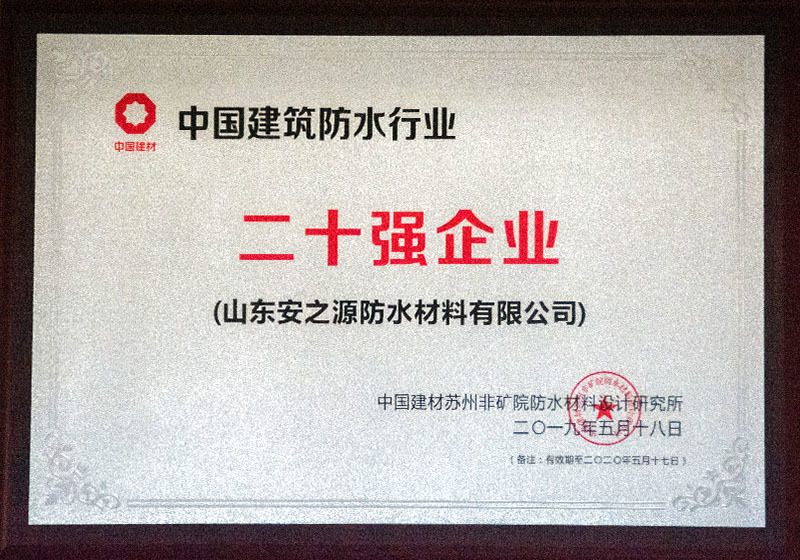 中国建材
中国建筑防水行业
二十强企业
(山东安之源防水材料有限公司)
中国建材苏州非矿院防水材料设计研究所
二〇一九年五月十八日
(备注:有效期至二〇二〇年五月十七日)